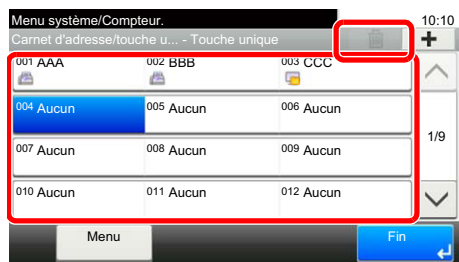 Menu système/Compteur. 10:10
Carnet d'adresse/touche u... - Touche unique
001 AAA 002 BBB 003 CCC
004 Aucun 005 Aucun 006 Aucun
1/9
007 Aucun 008 Aucun 009 Aucun
010 Aucun 011 Aucun 012 Aucun
Menu Fin